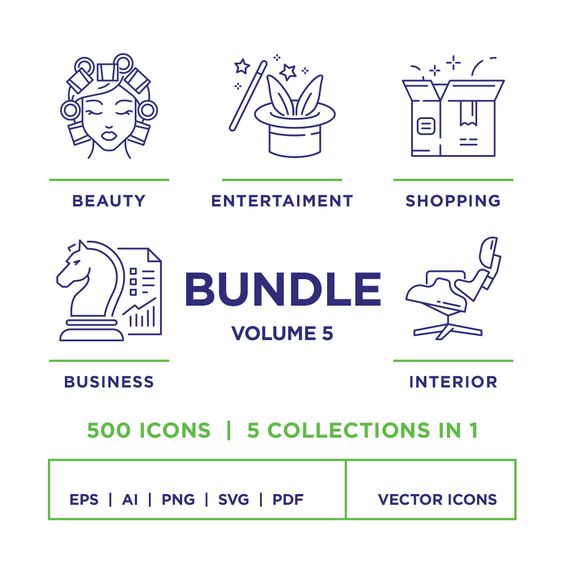 BEAUTY
ENTERTAIMENT
SHOPPING
BUNDLE
VOLUME 5
BUSINESS
INTERIOR
500 ICONS | 5 COLLECTIONS IN 1
EPS | AI | PNG | SVG | PDF
VECTOR ICONS